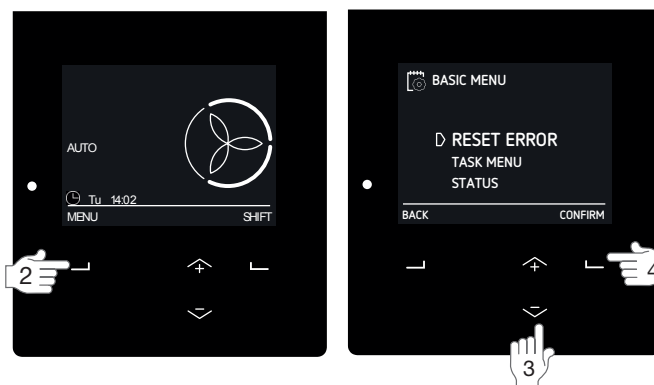 AUTO
Tu 14:02
MENU SHIFT
2
BASIC MENU
RESET ERROR
TASK MENU
STATUS
BACK CONFIRM
4
3